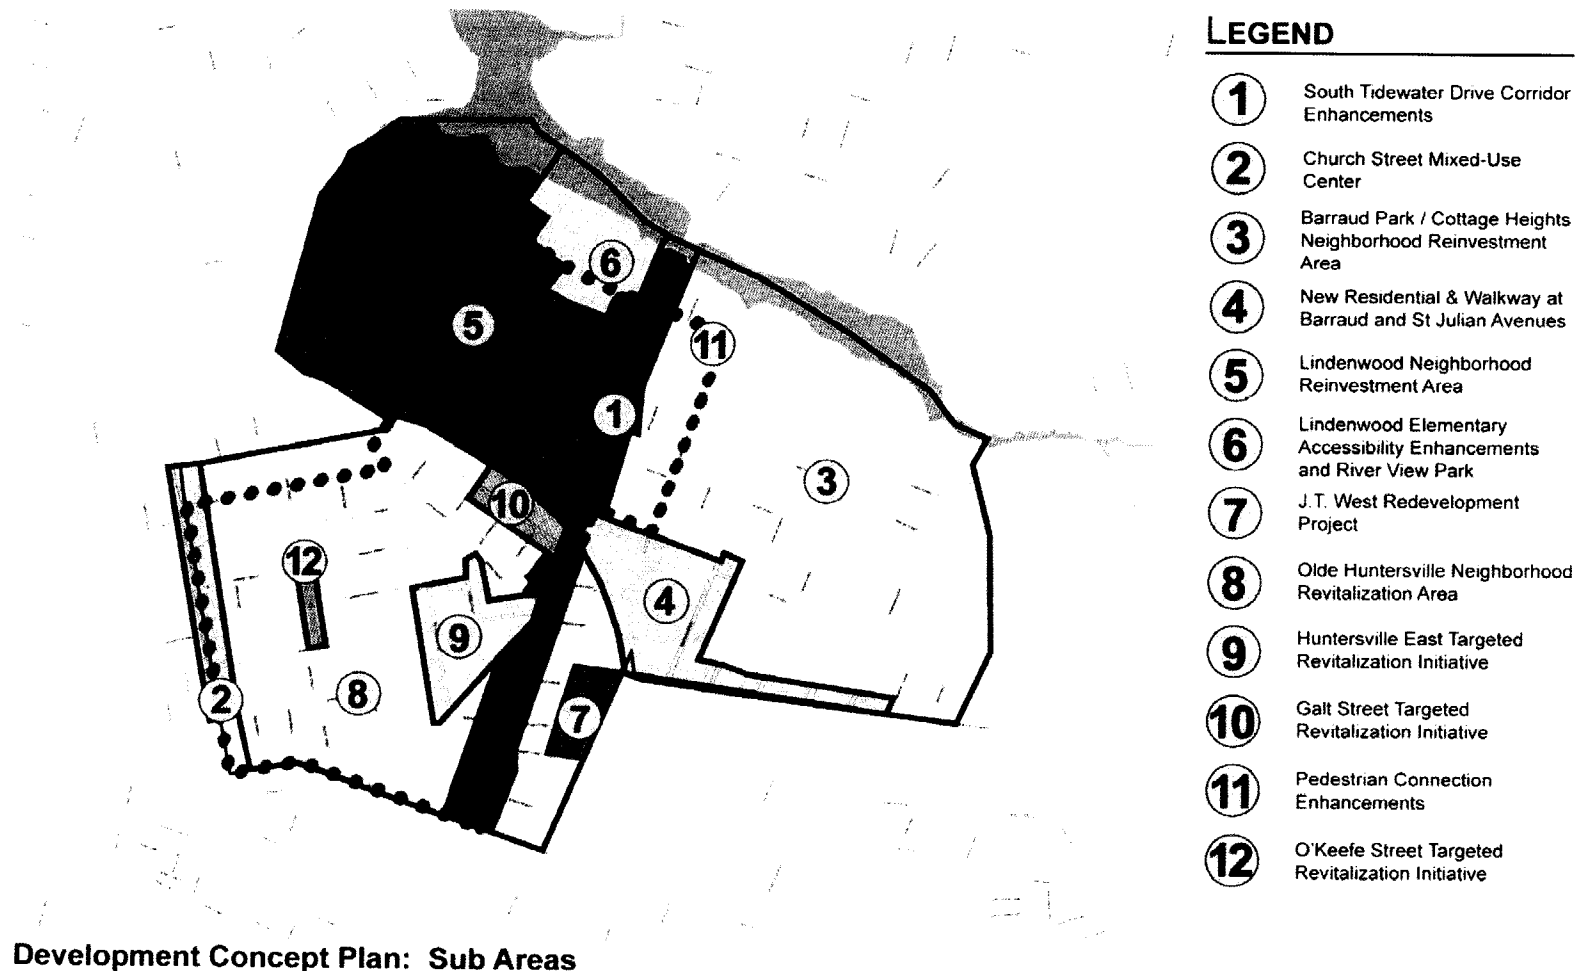 LEGEND
1 South Tidewater Drive Corridor
Enhancements
2 Church Street Mixed-Use
Center
3 Barraud Park / Cottage Heights
Neighborhood Reinvestment
Area
4 New Residential & Walkway at
Barraud and St Julian Avenues
5 Lindenwood Neighborhood
Reinvestment Area
6 Lindenwood Elementary
Accessibility Enhancements
and River View Park
7 J.T. West Redevelopment
Project
8 Olde Huntersville Neighborhood
Revitalization Area
9 Huntersville East Targeted
Revitalization Initiative
10 Galt Street Targeted
Revitalization Initiative
11 Pedestrian Connection
Enhancements
12 O'Keefe Street Targeted
Revitalization Initiative
6
5
11
1
3
10
12
4
9
8
2
7
Development Concept Plan: Sub Areas